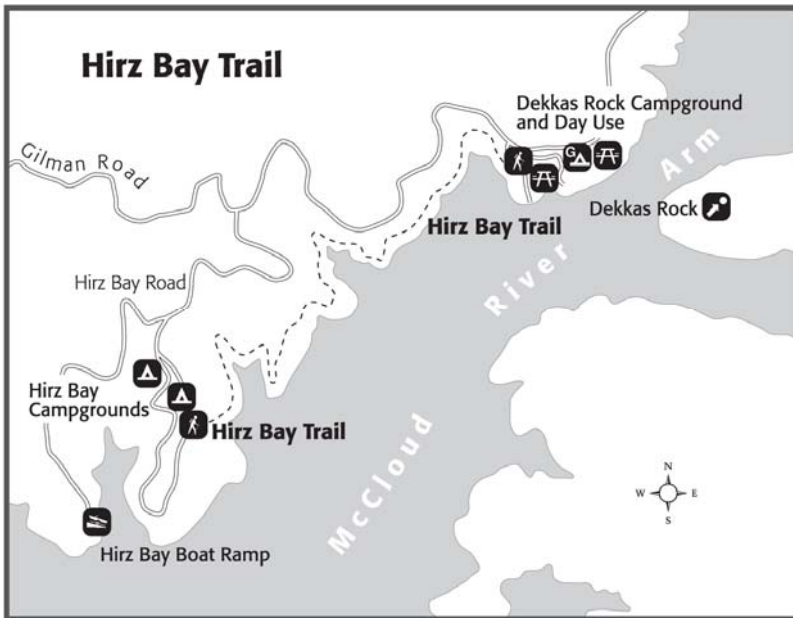 Hirz Bay Trail
Gilman Road
Dekkas Rock Campground
and Day Use
G
Arm
Dekkas Rock
Hirz Bay Trail
River
Hirz Bay Road
Hirz Bay
Campgrounds
Hirz Bay Trail
McCloud
N
W E
S
Hirz Bay Boat Ramp